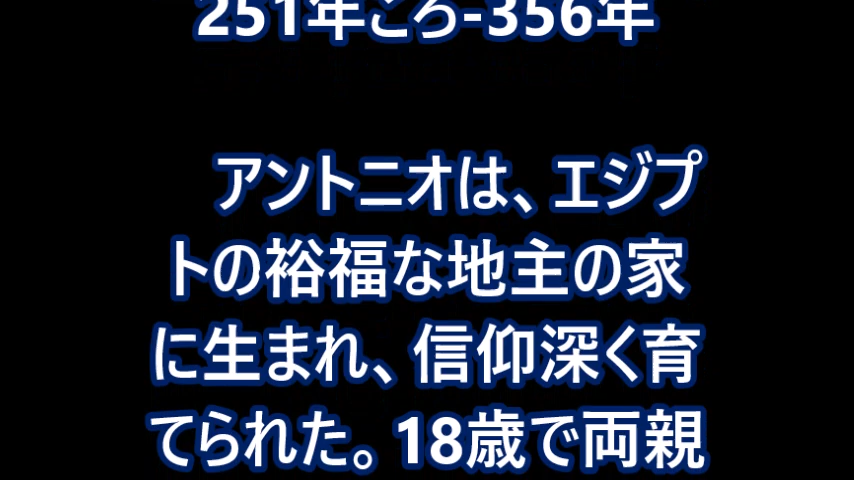 251年ころ-356年
アントニオは、エジプ
トの裕福な地主の家
に生まれ、信仰深く育
てられた。18歳で両親